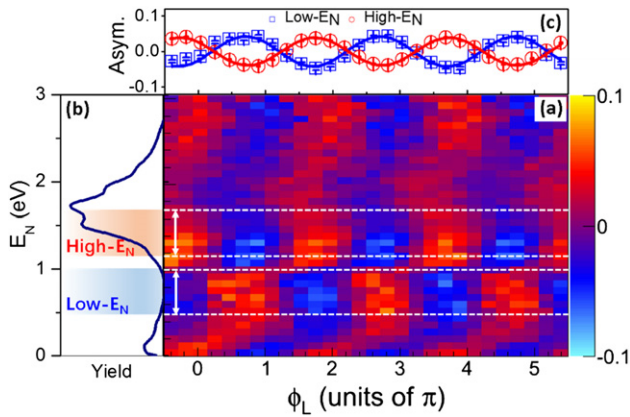 (c)
Low-E_N High-E_N
Asym.
0.1
0.0
-0.1
(b)
(a)
3
2
1
0
E_N (eV)
High-E_N
Low-E_N
Yield
0 1 2 3 4 5
ϕ_L (units of π)
0.1
0
-0.1